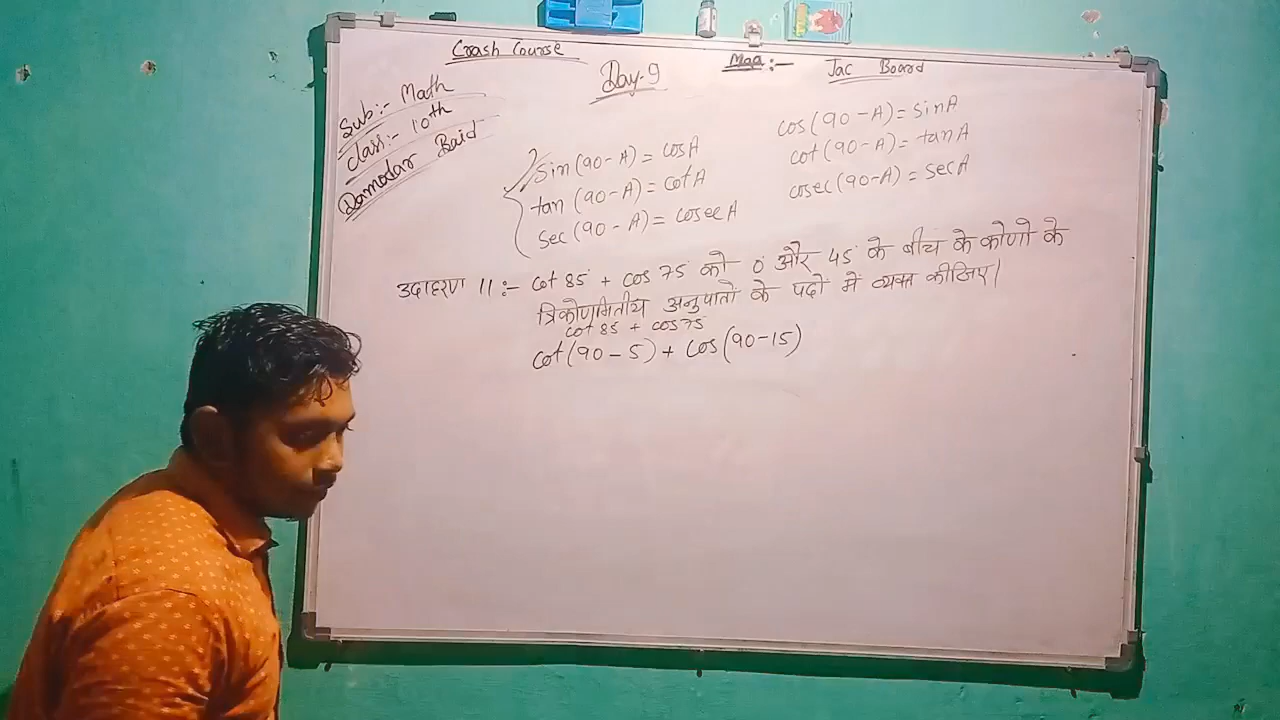 Crash Course
Day-9
Maa :-
Jac Board
Sub:- Math
Class:- 10th
Damodar Baid
sin(90-A) = cosA
tan (90-A) = cotA
sec (90-A) = cosecA
cos(90-A) = sinA
cot(90-A) = tanA
cosec(90-A) = secA
उदाहरण 11:- cot 85° + cos 75° को 0° और 45° के बीच के कोणो के
त्रिकोणमितीय अनुपातों के पदों में व्यक्त कीजिए।
cot 85 + cos 75
cot(90-5) + cos(90-15)